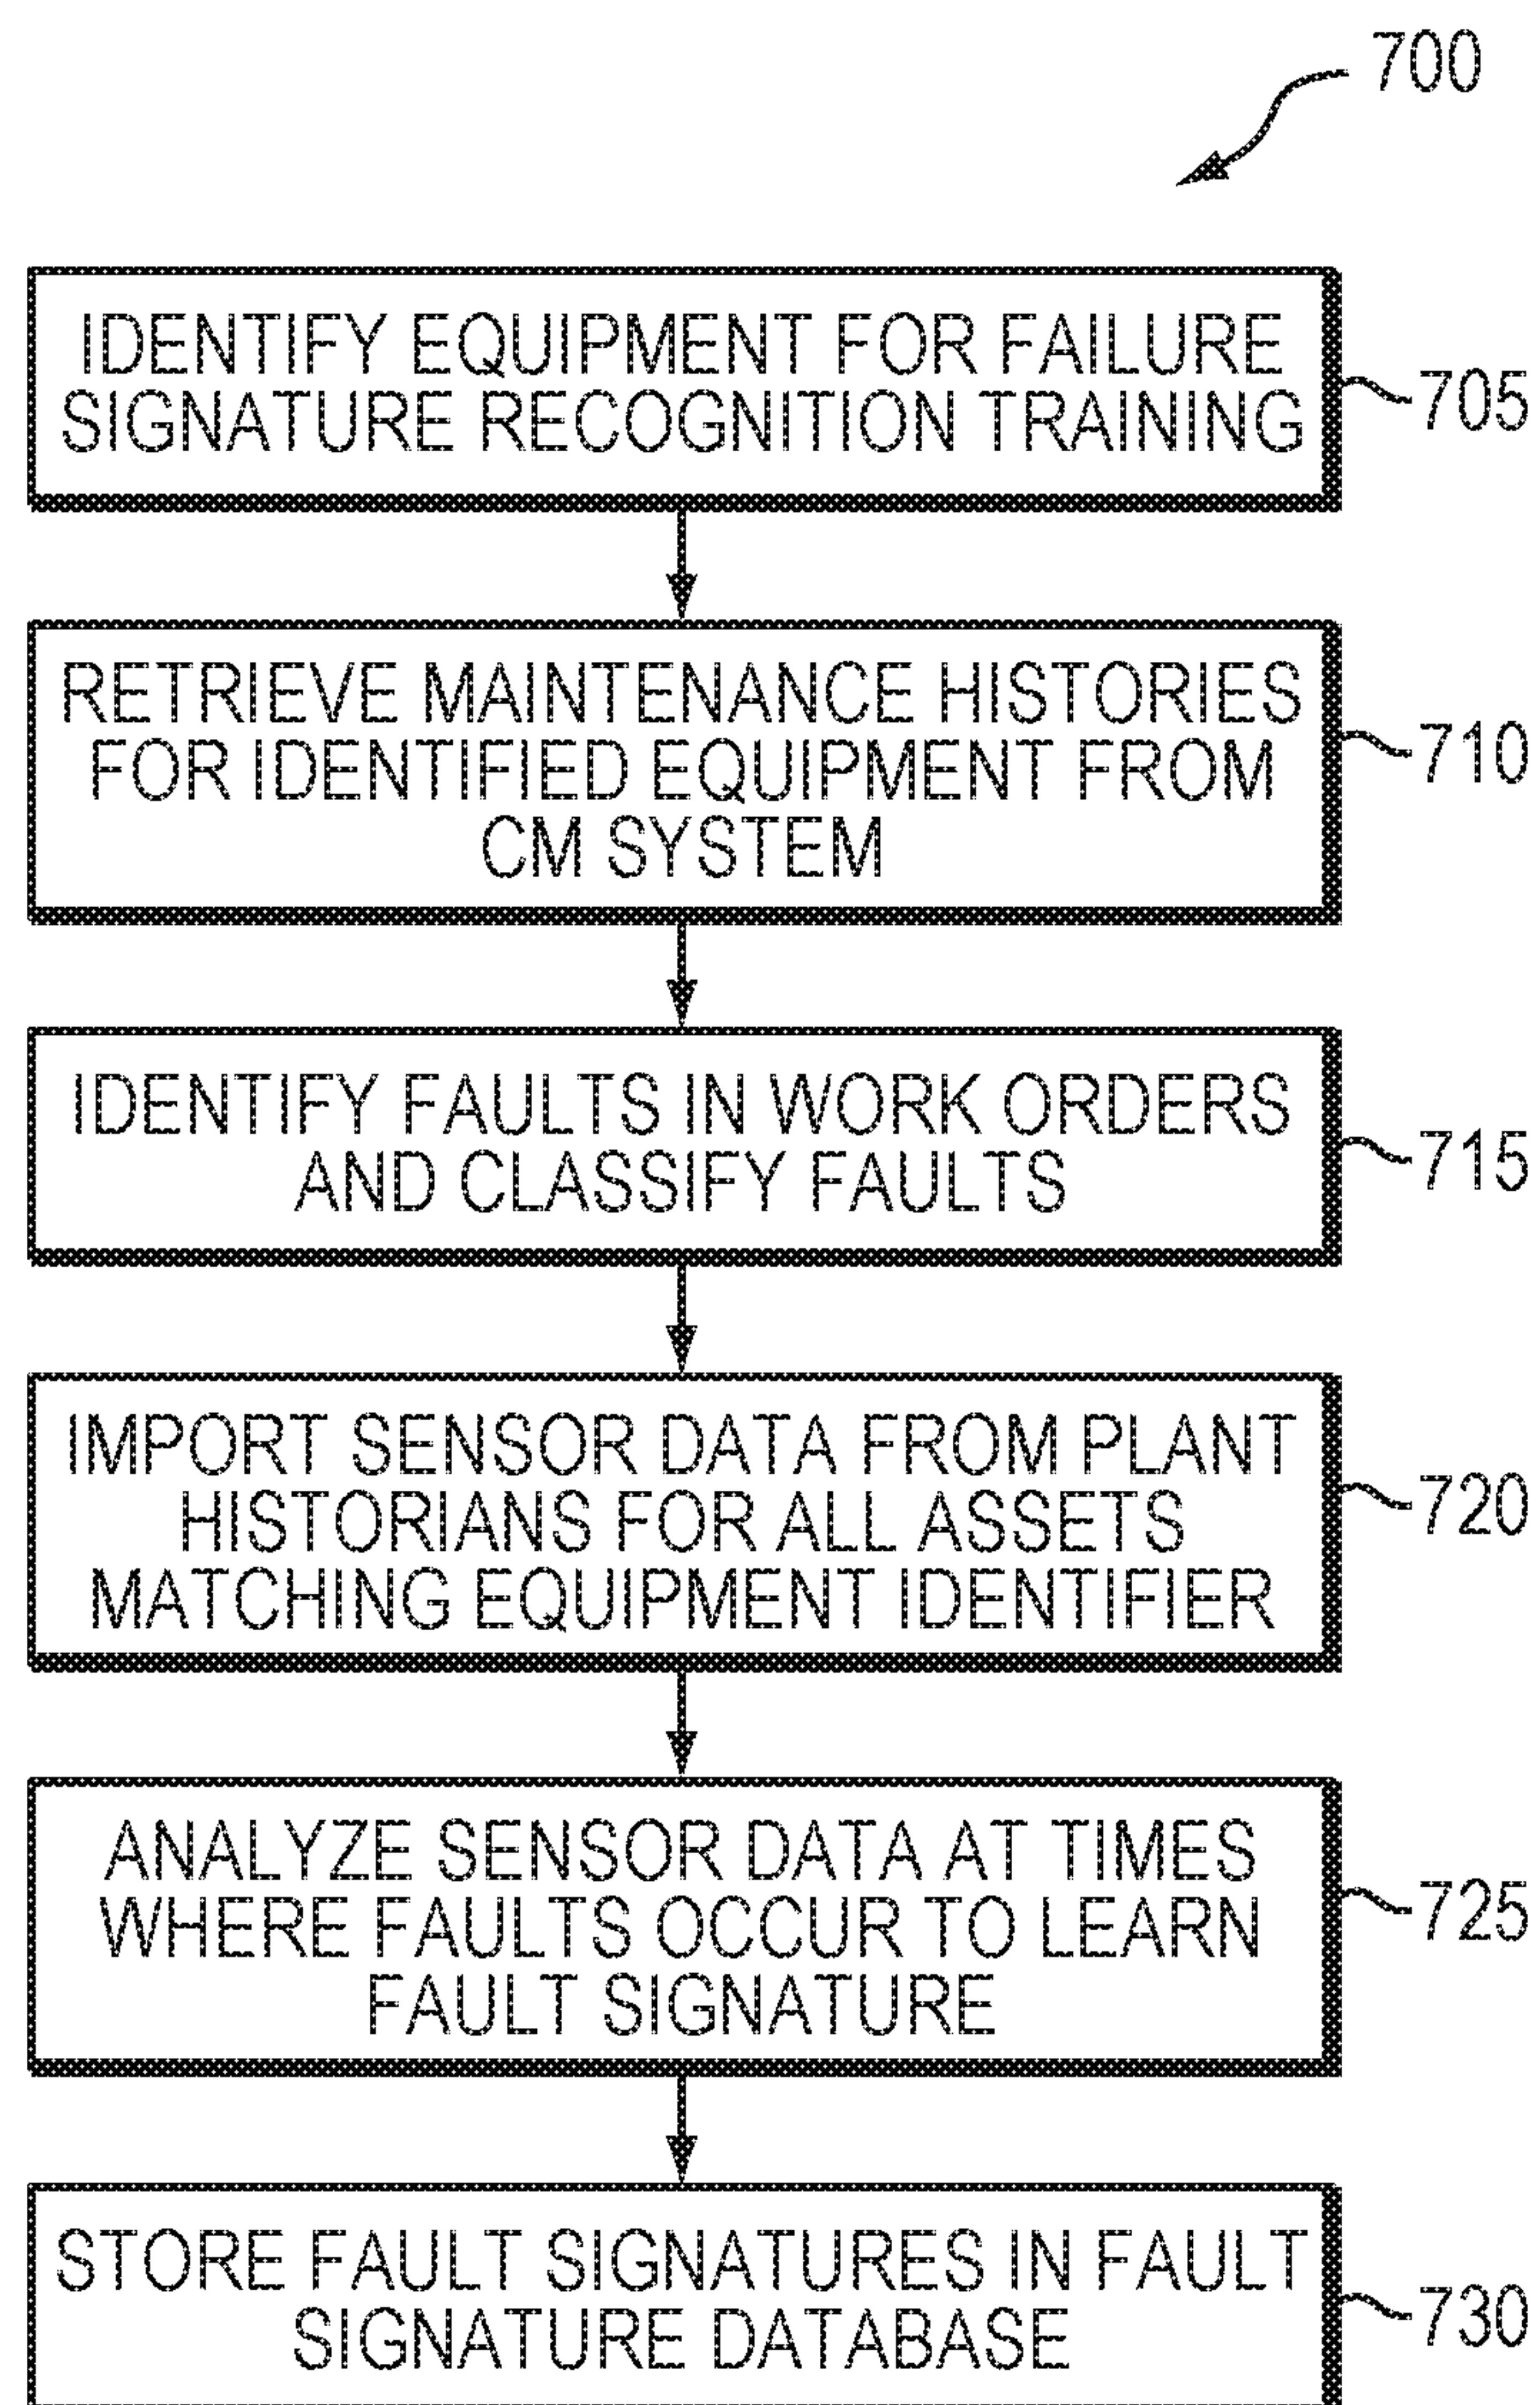 700
IDENTIFY EQUIPMENT FOR FAILURE
SIGNATURE RECOGNITION TRAINING
705
RETRIEVE MAINTENANCE HISTORIES
FOR IDENTIFIED EQUIPMENT FROM
CM SYSTEM
710
IDENTIFY FAULTS IN WORK ORDERS
AND CLASSIFY FAULTS
715
IMPORT SENSOR DATA FROM PLANT
HISTORIANS FOR ALL ASSETS
MATCHING EQUIPMENT IDENTIFIER
720
ANALYZE SENSOR DATA AT TIMES
WHERE FAULTS OCCUR TO LEARN
FAULT SIGNATURE
725
STORE FAULT SIGNATURES IN FAULT
SIGNATURE DATABASE
730